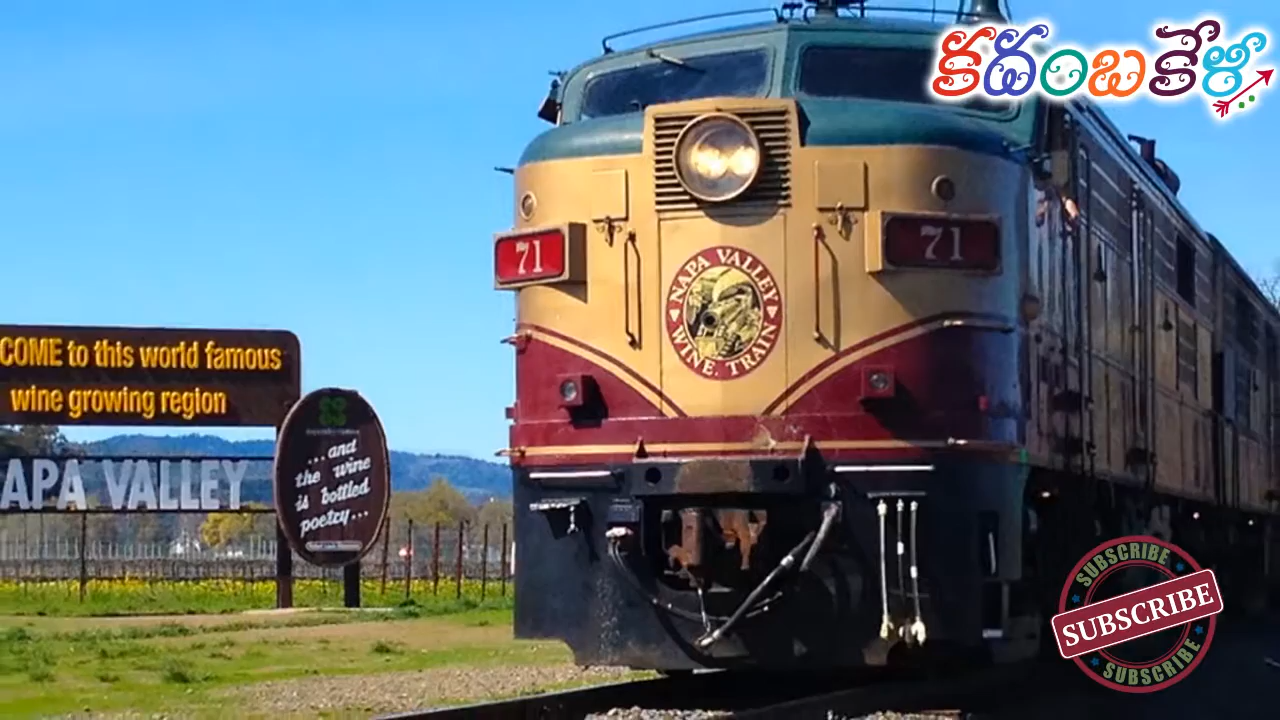 కదంబకేళి
71
71
NAPA VALLEY
WINE. TRAIN
COME to this world famous
wine growing region
APA VALLEY
...and
the wine
is bottled
poetry...
SUBSCRIBE
SUBSCRIBE
SUBSCRIBE